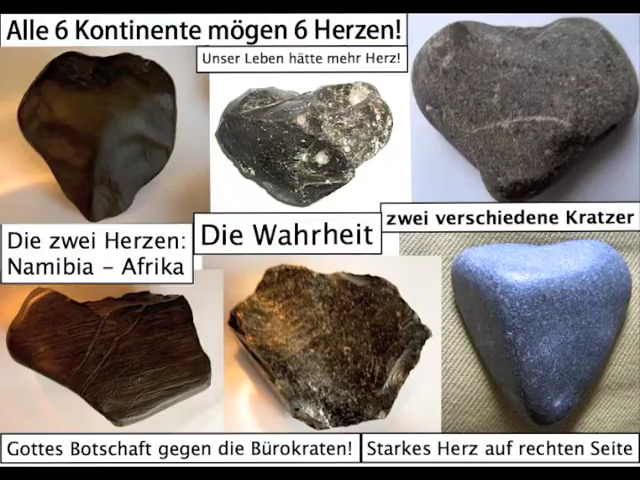 Alle 6 Kontinente mögen 6 Herzen!
Unser Leben hätte mehr Herz!
zwei verschiedene Kratzer
Die zwei Herzen:
Namibia - Afrika
Die Wahrheit
Gottes Botschaft gegen die Bürokraten!
Starkes Herz auf rechten Seite